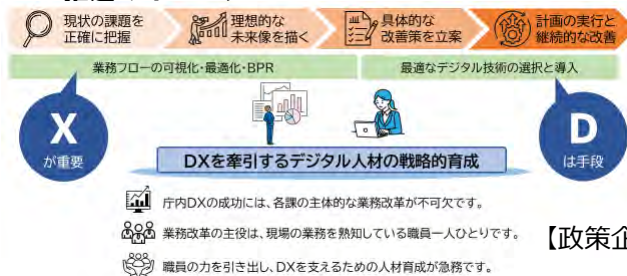 現状の課題を
正確に把握
理想的な
未来像を描く
具体的な
改善策を立案
計画の実行と
継続的な改善
業務フローの可視化・最適化・BPR
最適なデジタル技術の選択と導入
X
が重要
D
は手段
DXを牽引するデジタル人材の戦略的育成
庁内DXの成功には、各課の主体的な業務改革が不可欠です。
業務改革の主役は、現場の業務を熟知している職員一人ひとりです。
【政策企
職員の力を引き出し、DXを支えるための人材育成が急務です。